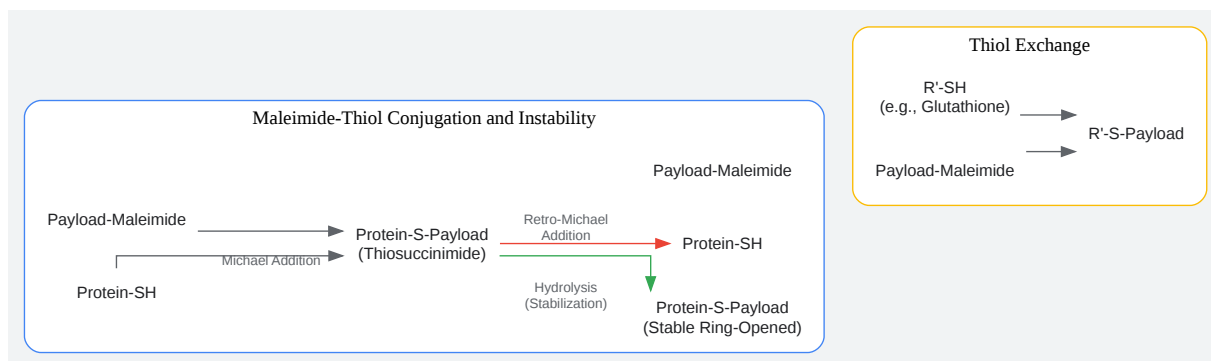 Maleimide-Thiol Conjugation and Instability
Payload-Maleimide
Payload-Maleimide
Protein-SH
Michael Addition
Protein-S-Payload
(Thiosuccinimide)
Retro-Michael
Addition
Protein-SH
Hydrolysis
(Stabilization)
Protein-S-Payload
(Stable Ring-Opened)
Thiol Exchange
R'-SH
(e.g., Glutathione)
Payload-Maleimide
R'-S-Payload